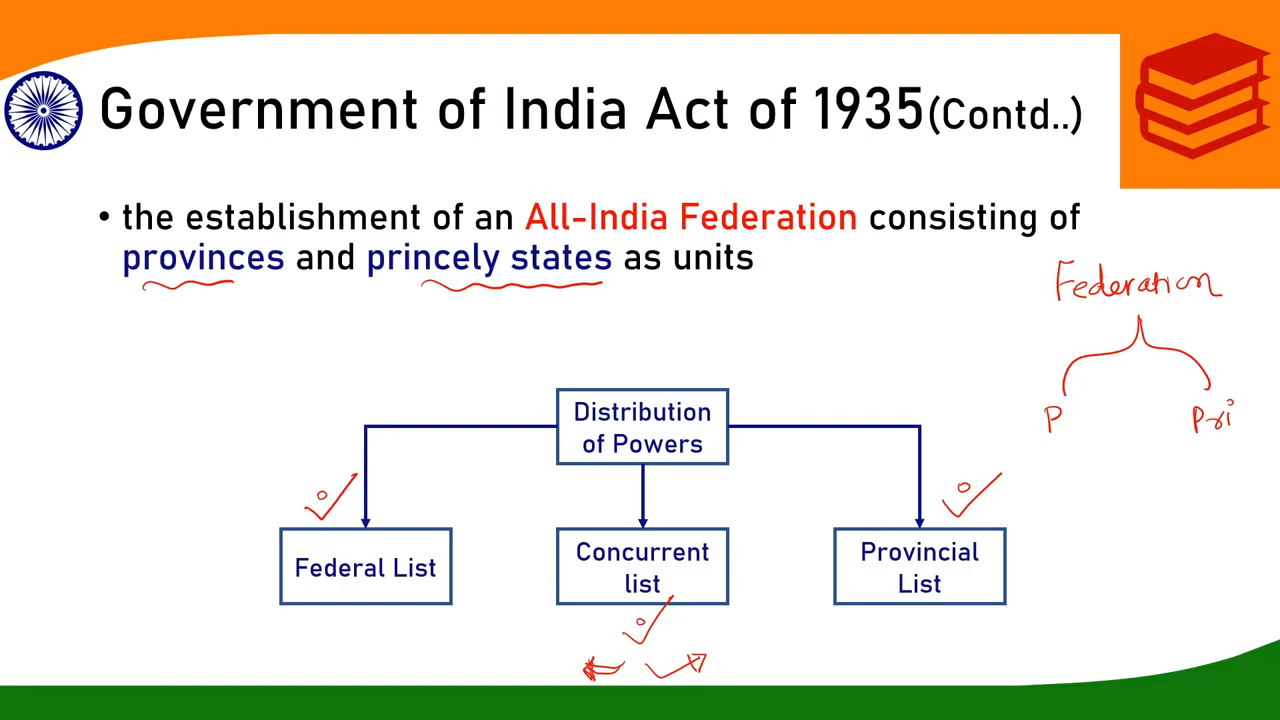 Government of India Act of 1935(Contd..)
• the establishment of an All-India Federation consisting of
provinces and princely states as units
Federation
P
Pri
Distribution
of Powers
Federal List
Concurrent
list
Provincial
List